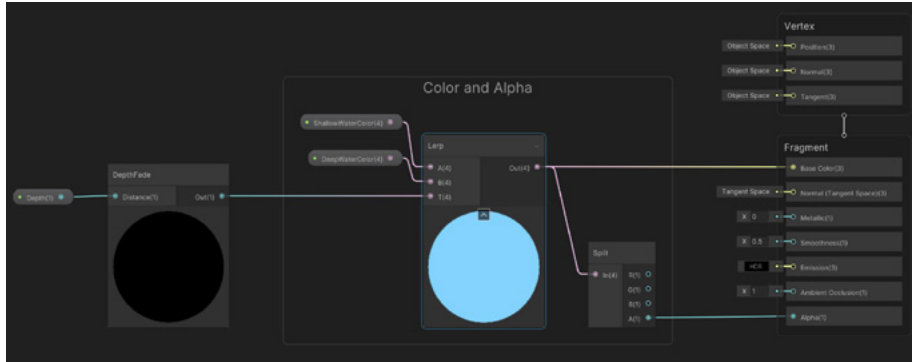 Color and Alpha
Depth(1)
DepthFade
Distance(1)
Out(1)
ShallowWaterColor(4)
DeepWaterColor(4)
Lerp
A(4)
B(4)
T(4)
Out(4)
Split
In(4)
R(1)
G(1)
B(1)
A(1)
Vertex
Object Space
Position(3)
Object Space
Normal(3)
Object Space
Tangent(3)
Fragment
Base Color(3)
Tangent Space
Normal (Tangent Space)(3)
X 0
Metallic(1)
X 0.5
Smoothness(1)
HDR
Emission(3)
X 1
Ambient Occlusion(1)
Alpha(1)